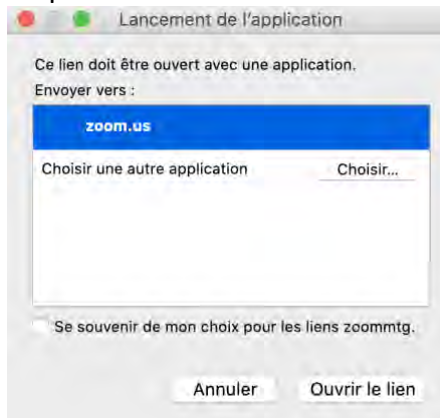 Lancement de l'application
Ce lien doit être ouvert avec une application.
Envoyer vers :
zoom.us
Choisir une autre application Choisir...
Se souvenir de mon choix pour les liens zoommtg.
Annuler Ouvrir le lien